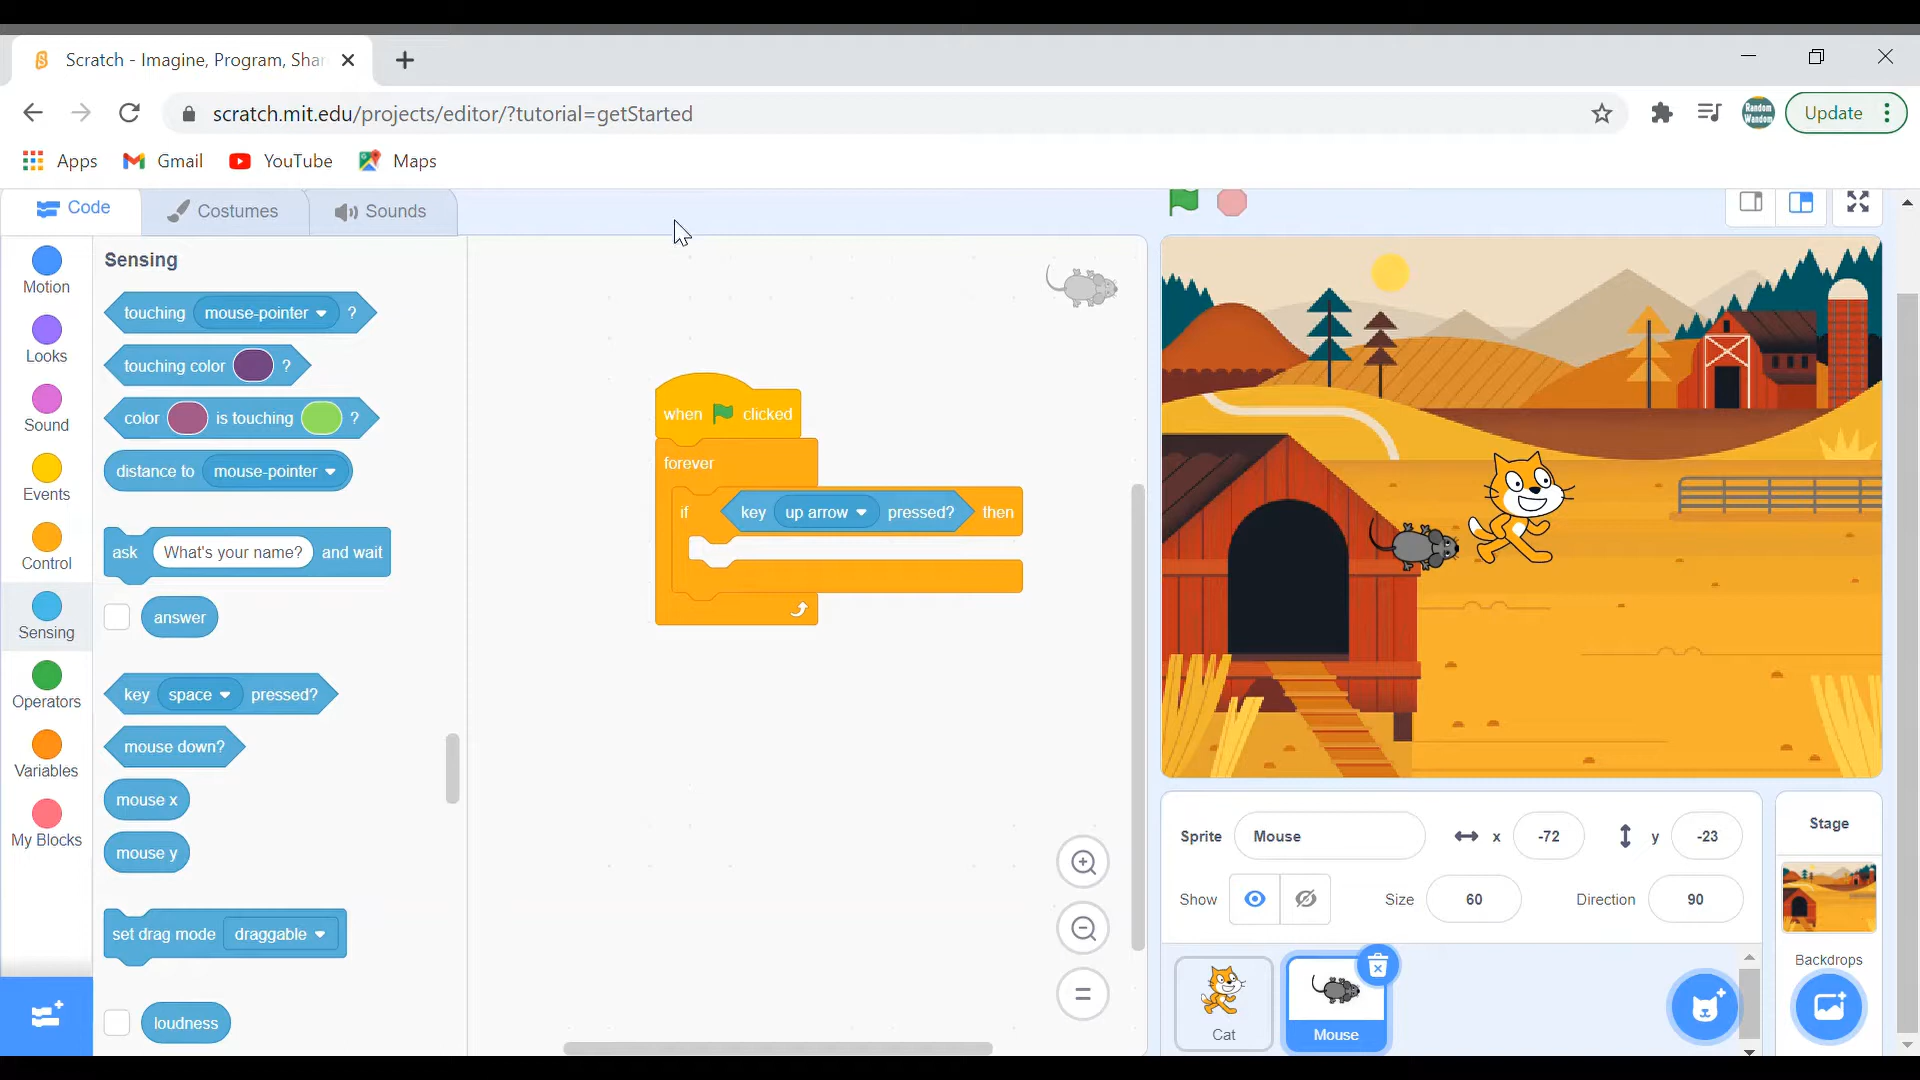 Scratch - Imagine, Program, Shar
scratch.mit.edu/projects/editor/?tutorial=getStarted
Random Wandom
Update
Apps Gmail YouTube Maps
Code Costumes Sounds
Motion
Looks
Sound
Events
Control
Sensing
Operators
Variables
My Blocks
Sensing
touching mouse-pointer ?
touching color ?
color is touching ?
distance to mouse-pointer
ask What's your name? and wait
answer
key space pressed?
mouse down?
mouse x
mouse y
set drag mode draggable
loudness
when clicked
forever
if key up arrow pressed? then
Sprite Mouse x -72 y -23
Show Size 60 Direction 90
Cat
Mouse
Stage
Backdrops